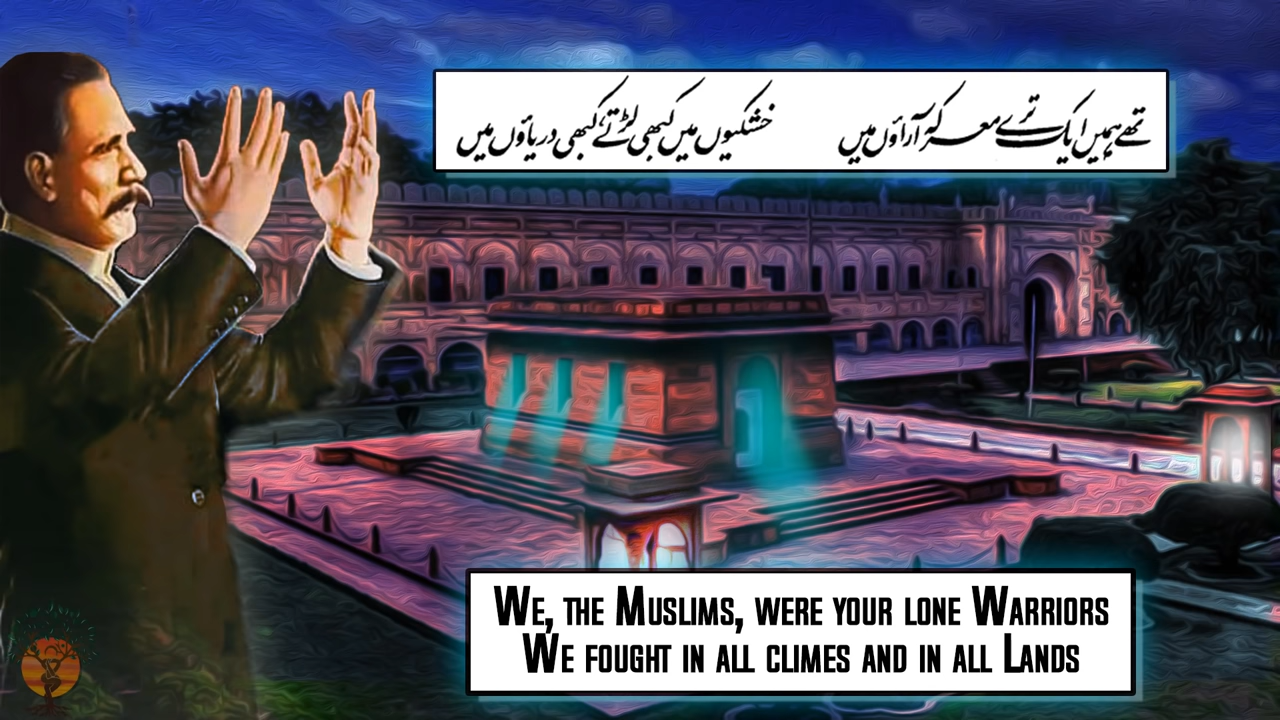 تھے ہمیں ایک ترے معرکہ آراؤں میں
خشکیوں میں کبھی لڑتے کبھی دریاؤں میں
We, the Muslims, were your lone Warriors
We fought in all climes and in all Lands